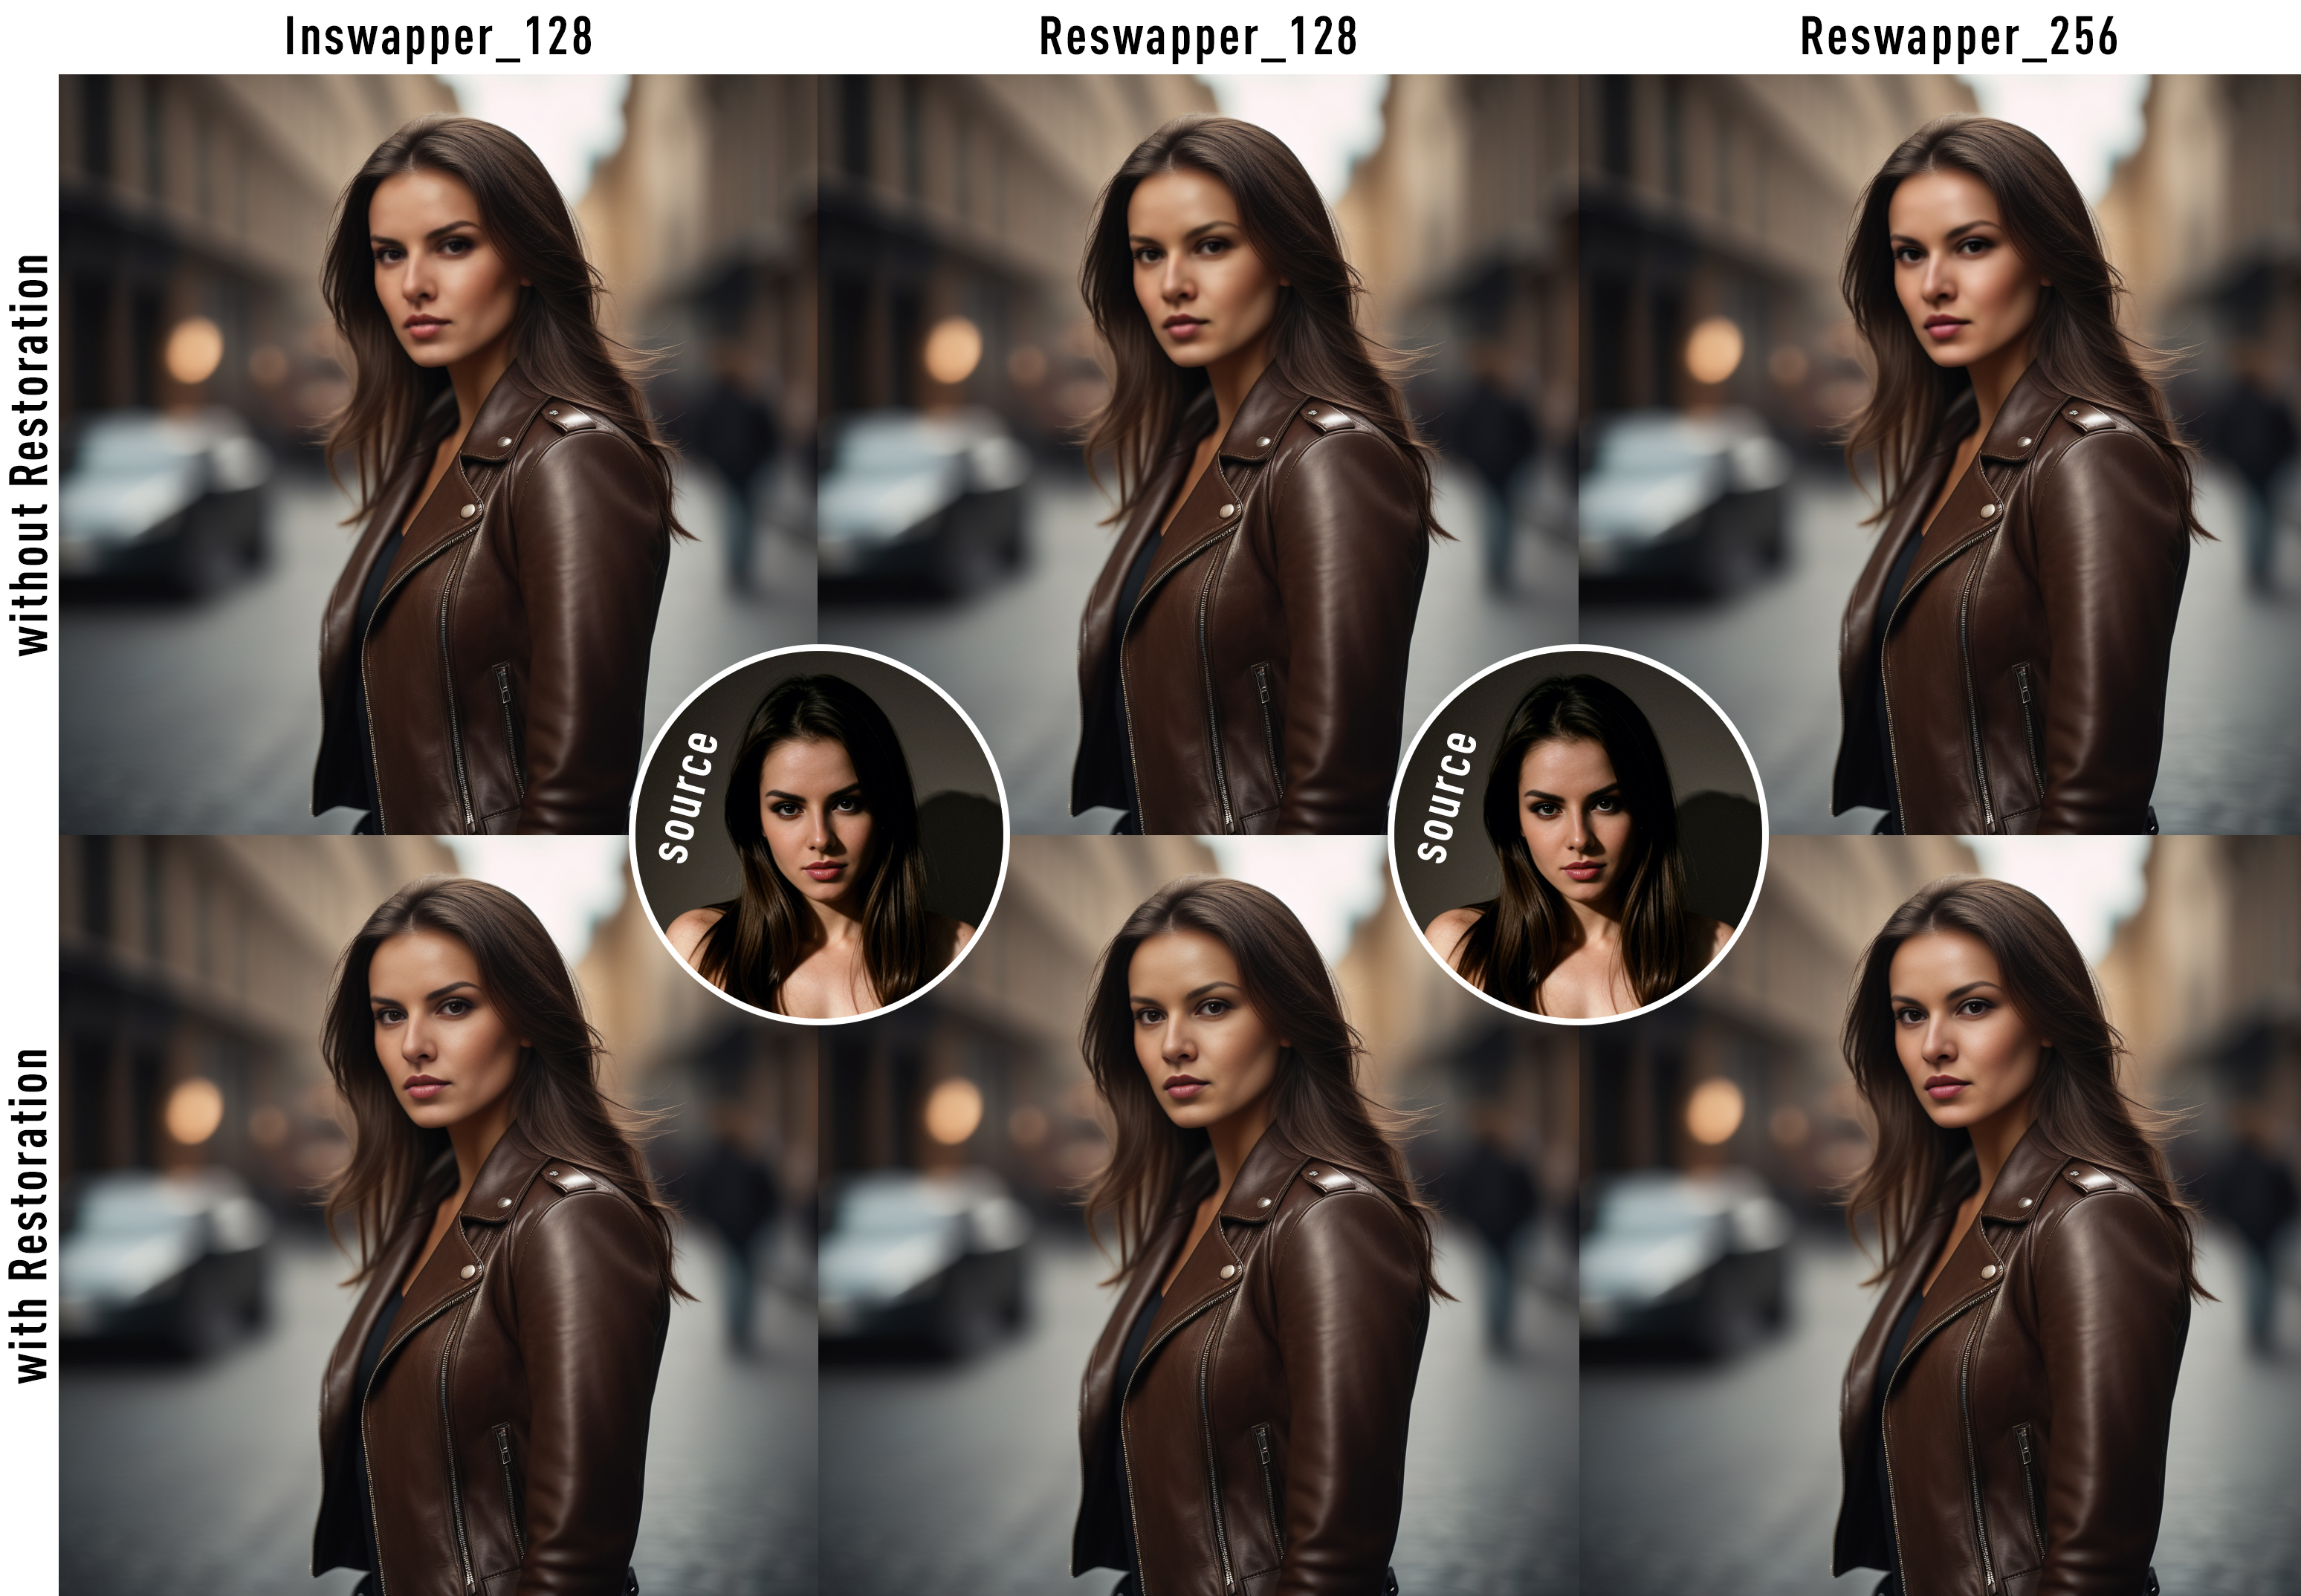 Inswapper_128
Reswapper_128
Reswapper_256
without Restoration
source
source
with Restoration